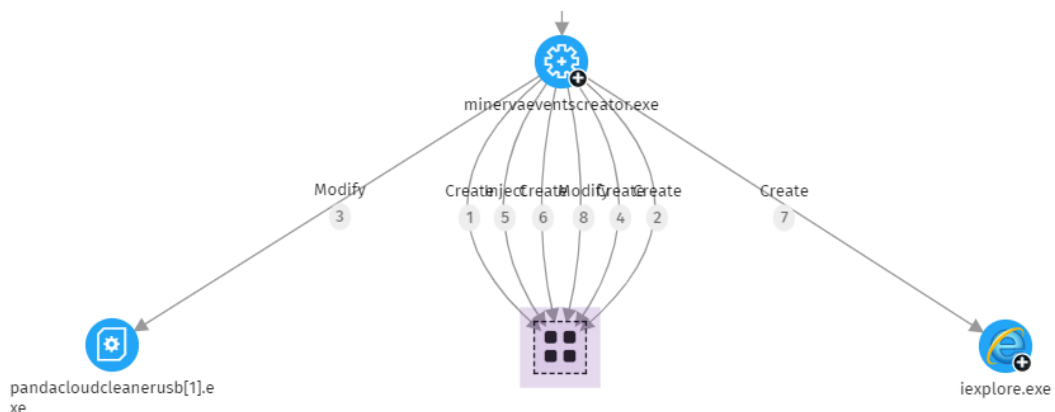 minervaeventscreator.exe
Modify
3
Create
1
Inject
5
Create
6
Modify
8
Create
4
Create
2
Create
7
pandacloudcleanerusb[1].e
xe
iexplore.exe